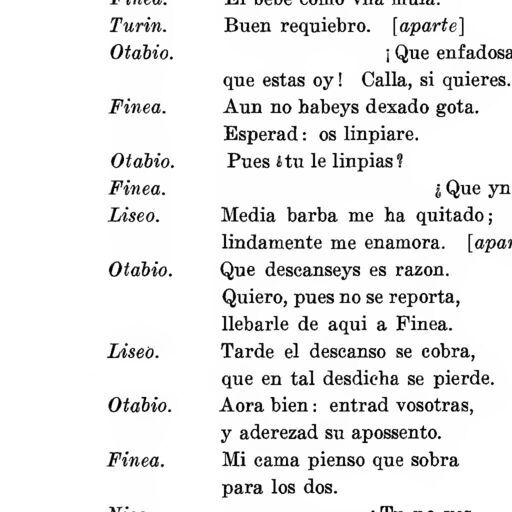 Finea. El bebe como vna mula.
Turin. Buen requiebro. [aparte]
Otabio. ¡Que enfadosa
que estas oy! Calla, si quieres.
Finea. Aun no habeys dexado gota.
Esperad: os linpiare.
Otabio. Pues ¿tu le linpias?
Finea. ¿Que yn
Liseo. Media barba me ha quitado;
lindamente me enamora. [apar
Otabio. Que descanseys es razon.
Quiero, pues no se reporta,
llebarle de aqui a Finea.
Liseo. Tarde el descanso se cobra,
que en tal desdicha se pierde.
Otabio. Aora bien: entrad vosotras,
y aderezad su apossento.
Finea. Mi cama pienso que sobra
para los dos.